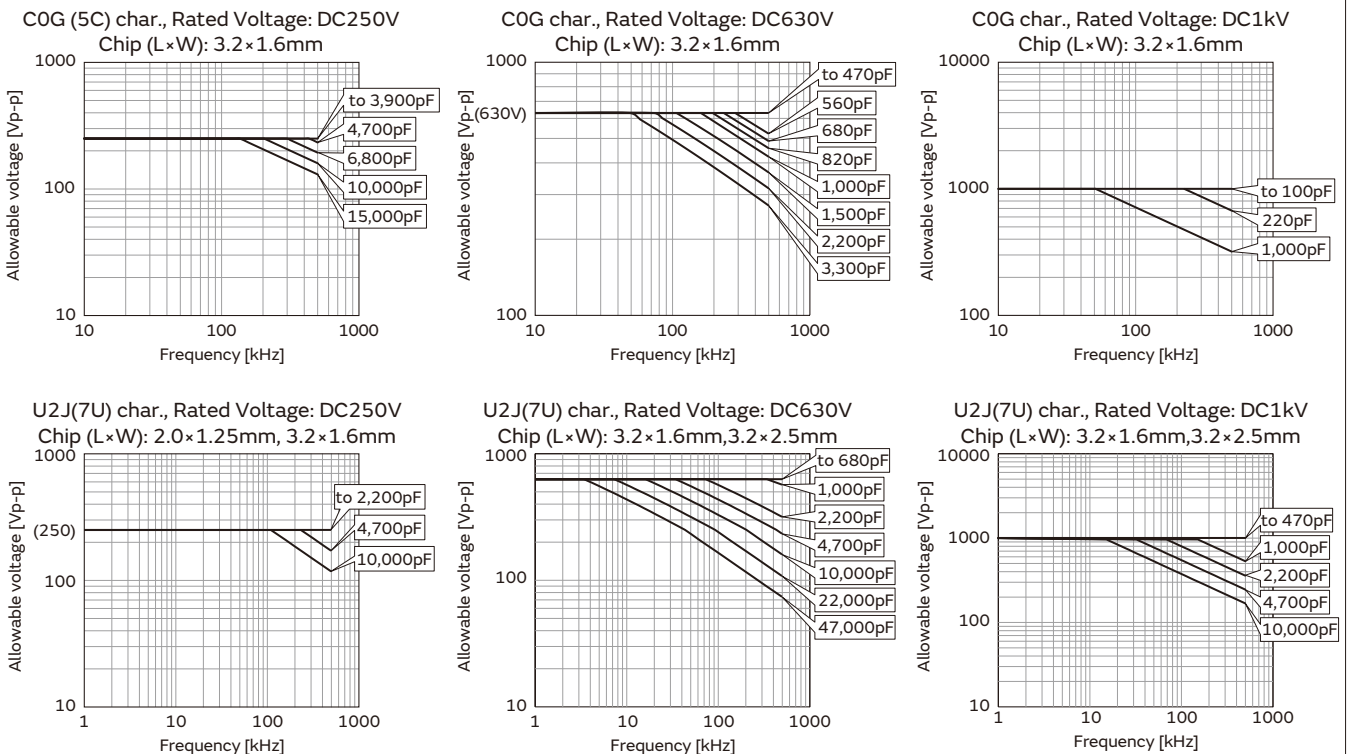 C0G (5C) char., Rated Voltage: DC250V
Chip (L×W): 3.2×1.6mm
Allowable voltage [Vp-p]
1000
100
10
to 3,900pF
4,700pF
6,800pF
10,000pF
15,000pF
10 100 1000
Frequency [kHz]
C0G char., Rated Voltage: DC630V
Chip (L×W): 3.2×1.6mm
Allowable voltage [Vp-p]
1000
(630V)
100
to 470pF
560pF
680pF
820pF
1,000pF
1,500pF
2,200pF
3,300pF
10 100 1000
Frequency [kHz]
C0G char., Rated Voltage: DC1kV
Chip (L×W): 3.2×1.6mm
Allowable voltage [Vp-p]
10000
1000
100
to 100pF
220pF
1,000pF
10 100 1000
Frequency [kHz]
U2J(7U) char., Rated Voltage: DC250V
Chip (L×W): 2.0×1.25mm, 3.2×1.6mm
Allowable voltage [Vp-p]
1000
(250)
100
10
to 2,200pF
4,700pF
10,000pF
1 10 100 1000
Frequency [kHz]
U2J(7U) char., Rated Voltage: DC630V
Chip (L×W): 3.2×1.6mm,3.2×2.5mm
Allowable voltage [Vp-p]
1000
100
10
to 680pF
1,000pF
2,200pF
4,700pF
10,000pF
22,000pF
47,000pF
1 10 100 1000
Frequency [kHz]
U2J(7U) char., Rated Voltage: DC1kV
Chip (L×W): 3.2×1.6mm,3.2×2.5mm
Allowable voltage [Vp-p]
10000
1000
100
10
to 470pF
1,000pF
2,200pF
4,700pF
10,000pF
1 10 100 1000
Frequency [kHz]